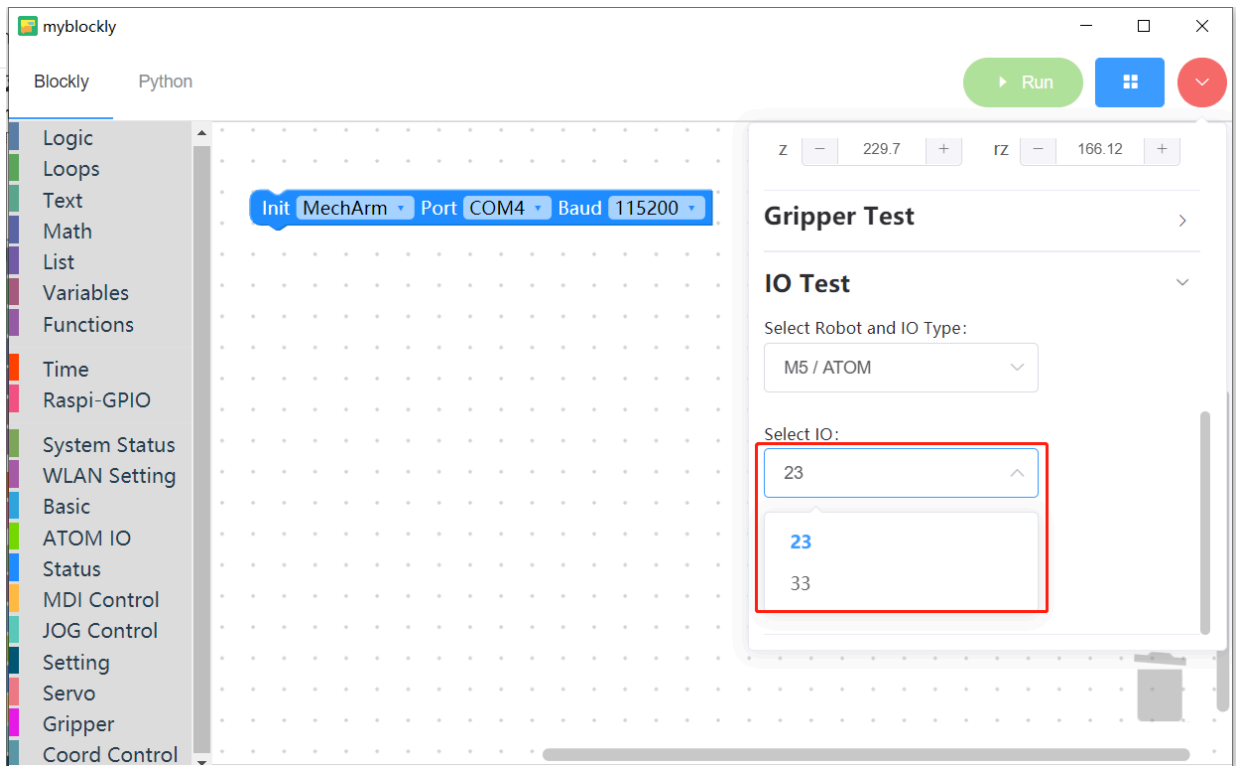 myblockly
Blockly Python Run
Logic
Loops
Text
Math
List
Variables
Functions
Time
Raspi-GPIO
System Status
WLAN Setting
Basic
ATOM IO
Status
MDI Control
JOG Control
Setting
Servo
Gripper
Coord Control
Init MechArm Port COM4 Baud 115200
z − 229.7 + rz − 166.12 +
Gripper Test
IO Test
Select Robot and IO Type:
M5 / ATOM
Select IO:
23
23
33